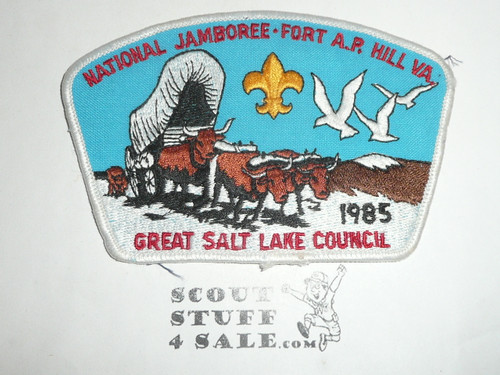 NATIONAL JAMBOREE · FORT A.P. HILL VA.
1985
GREAT SALT LAKE COUNCIL
SCOUT
STUFF
4 SALE.COM